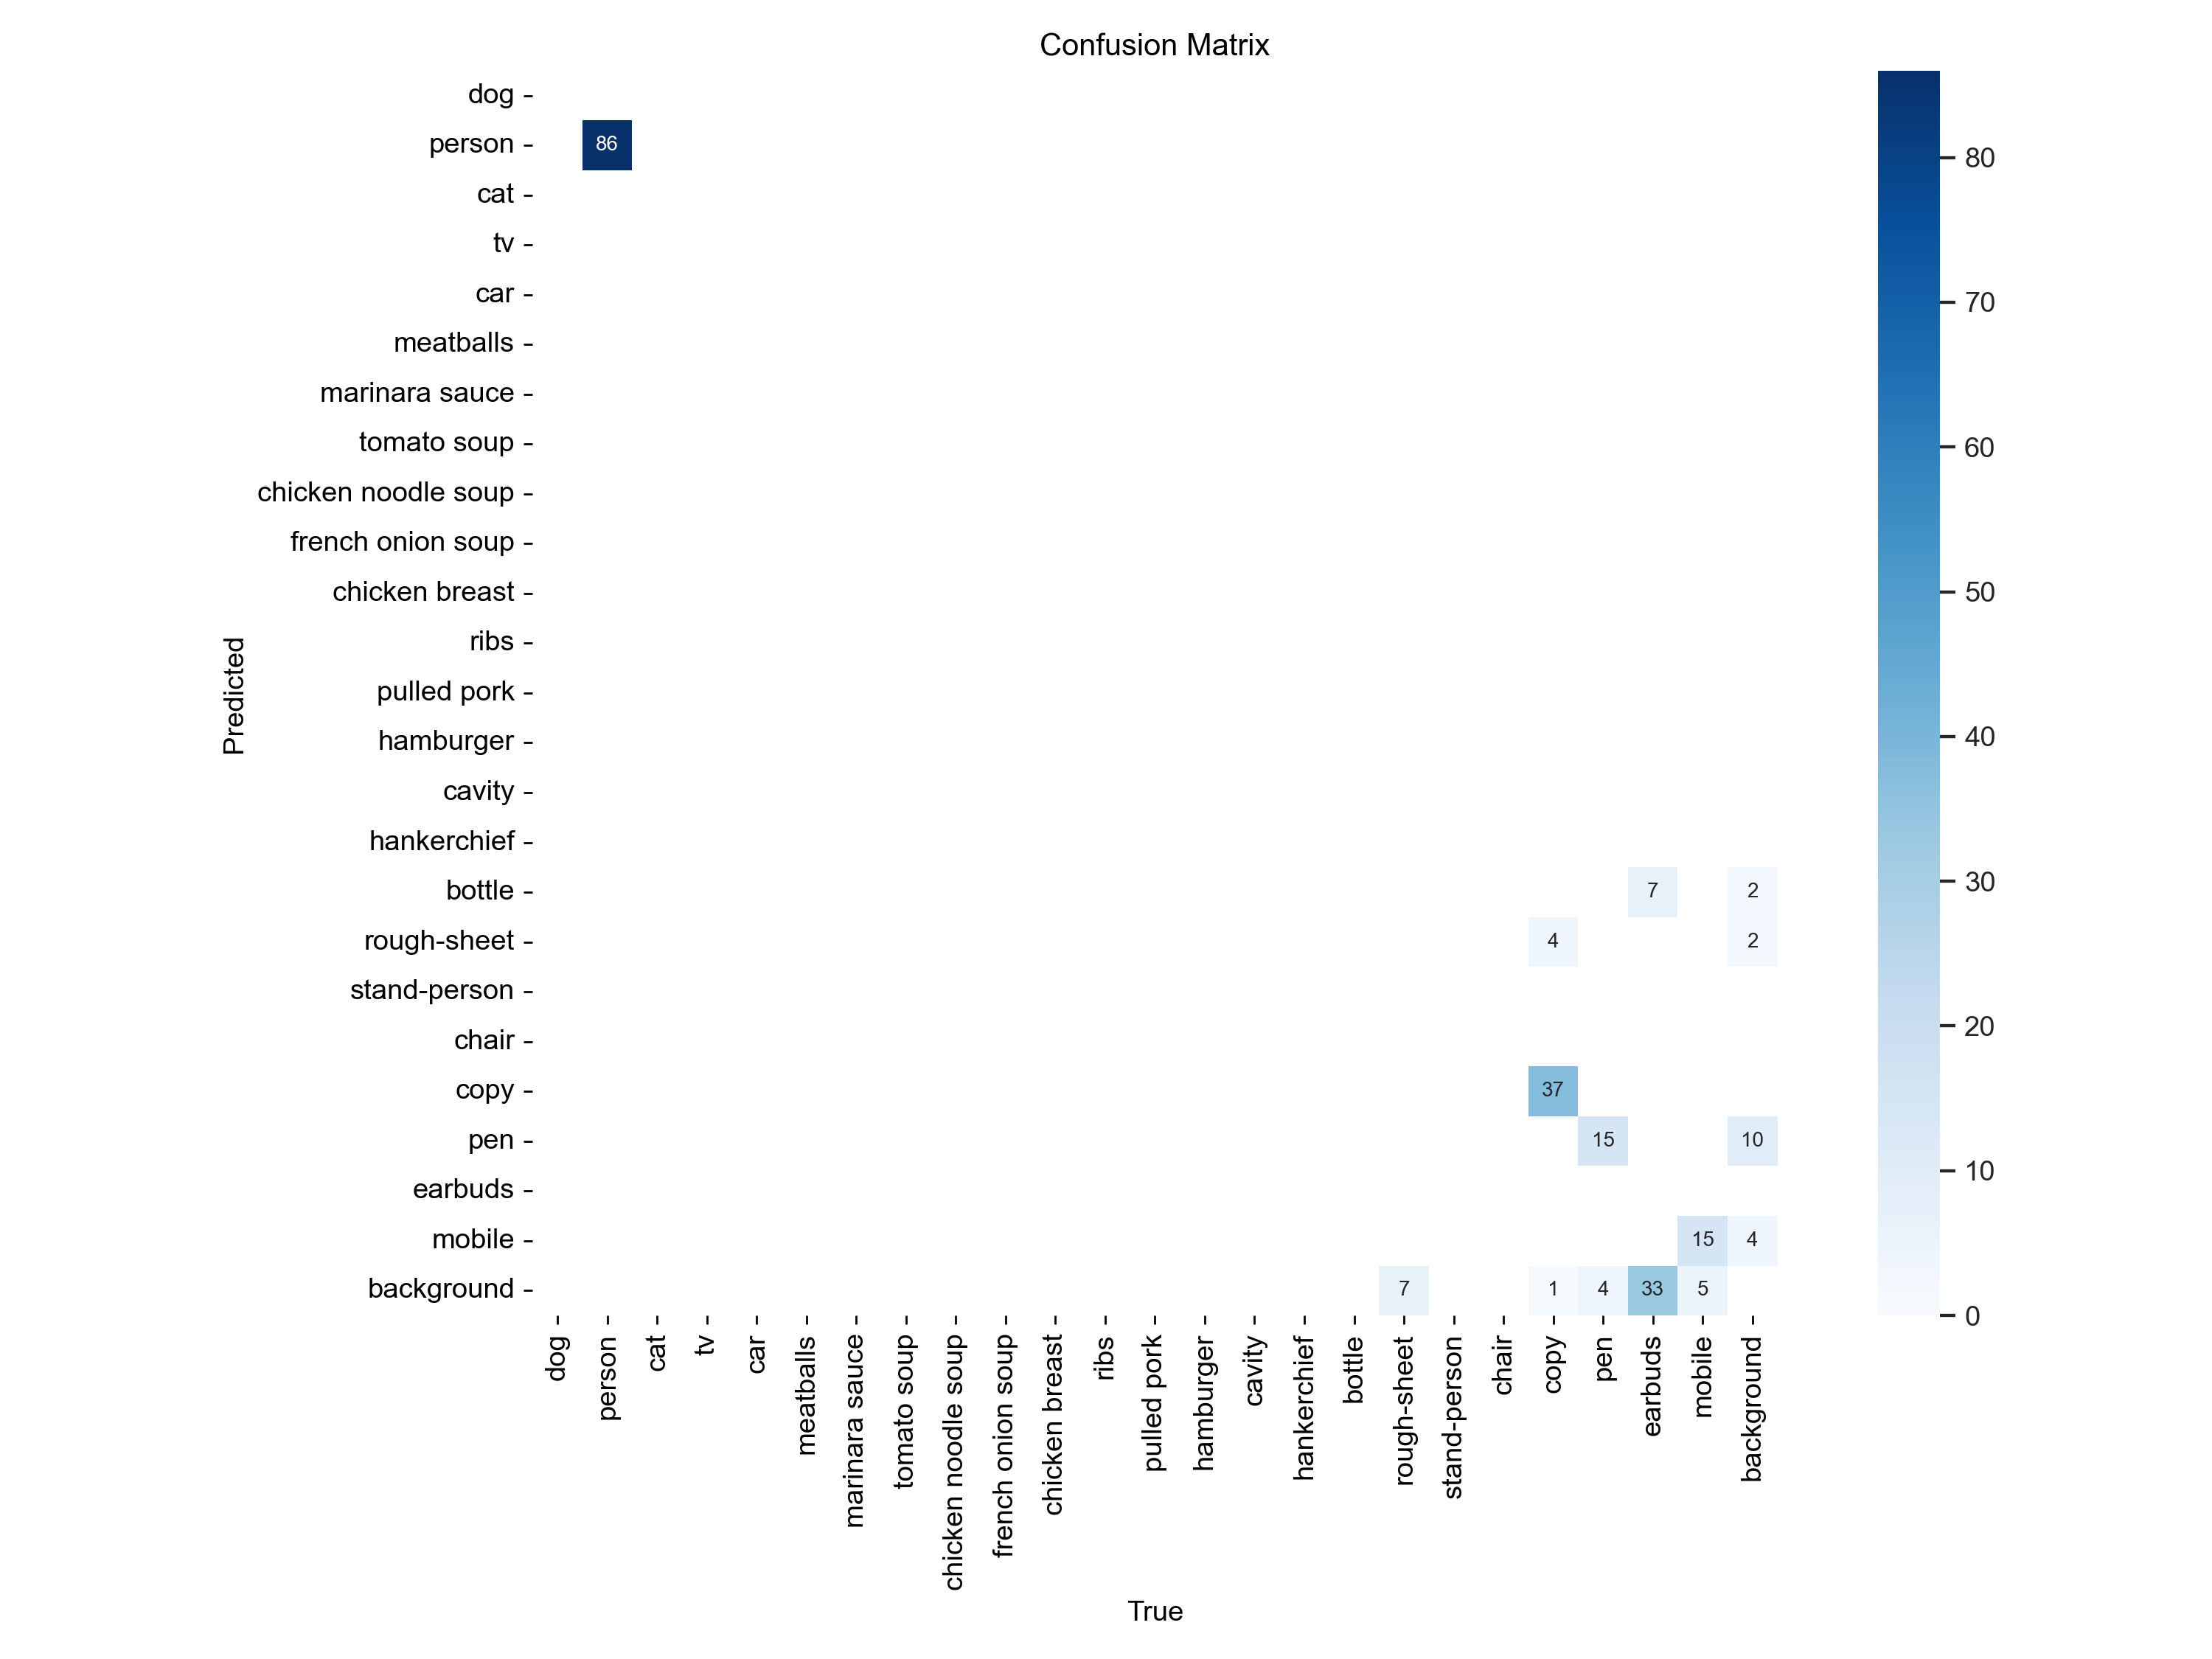 Confusion Matrix
dog
person
cat
tv
car
meatballs
marinara sauce
tomato soup
chicken noodle soup
french onion soup
chicken breast
ribs
pulled pork
hamburger
cavity
hankerchief
bottle
rough-sheet
stand-person
chair
copy
pen
earbuds
mobile
background
Predicted
86
7 2
4 2
37
15 10
15 4
7 1 4 33 5
dog
person
cat
tv
car
meatballs
marinara sauce
tomato soup
chicken noodle soup
french onion soup
chicken breast
ribs
pulled pork
hamburger
cavity
hankerchief
bottle
rough-sheet
stand-person
chair
copy
pen
earbuds
mobile
background
True
80
70
60
50
40
30
20
10
0